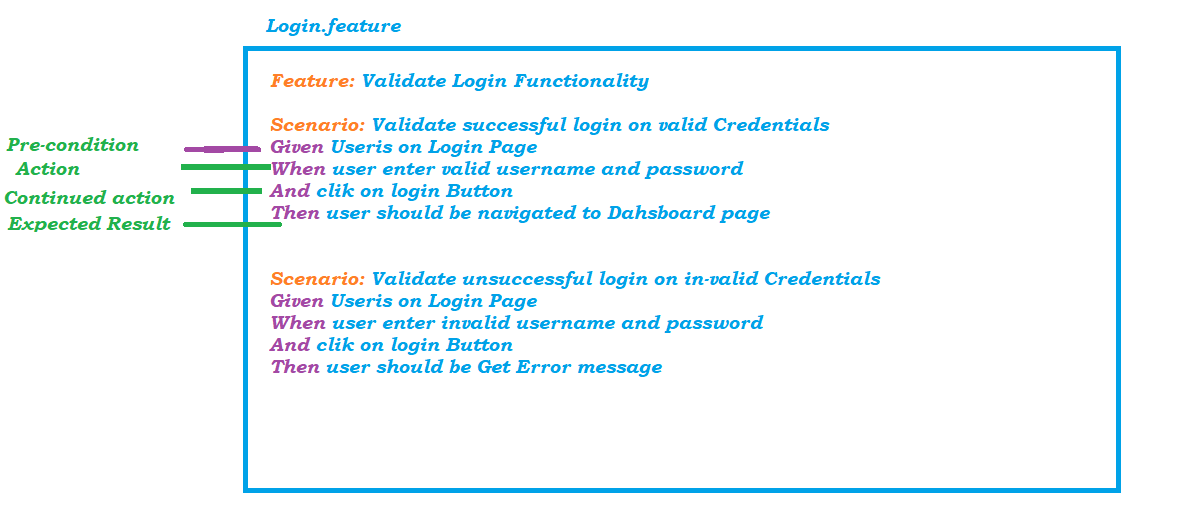 Login.feature
Feature: Validate Login Functionality
Scenario: Validate successful login on valid Credentials
Pre-condition
Given Useris on Login Page
Action
When user enter valid username and password
Continued action
And clik on login Button
Expected Result
Then user should be navigated to Dahsboard page
Scenario: Validate unsuccessful login on in-valid Credentials
Given Useris on Login Page
When user enter invalid username and password
And clik on login Button
Then user should be Get Error message